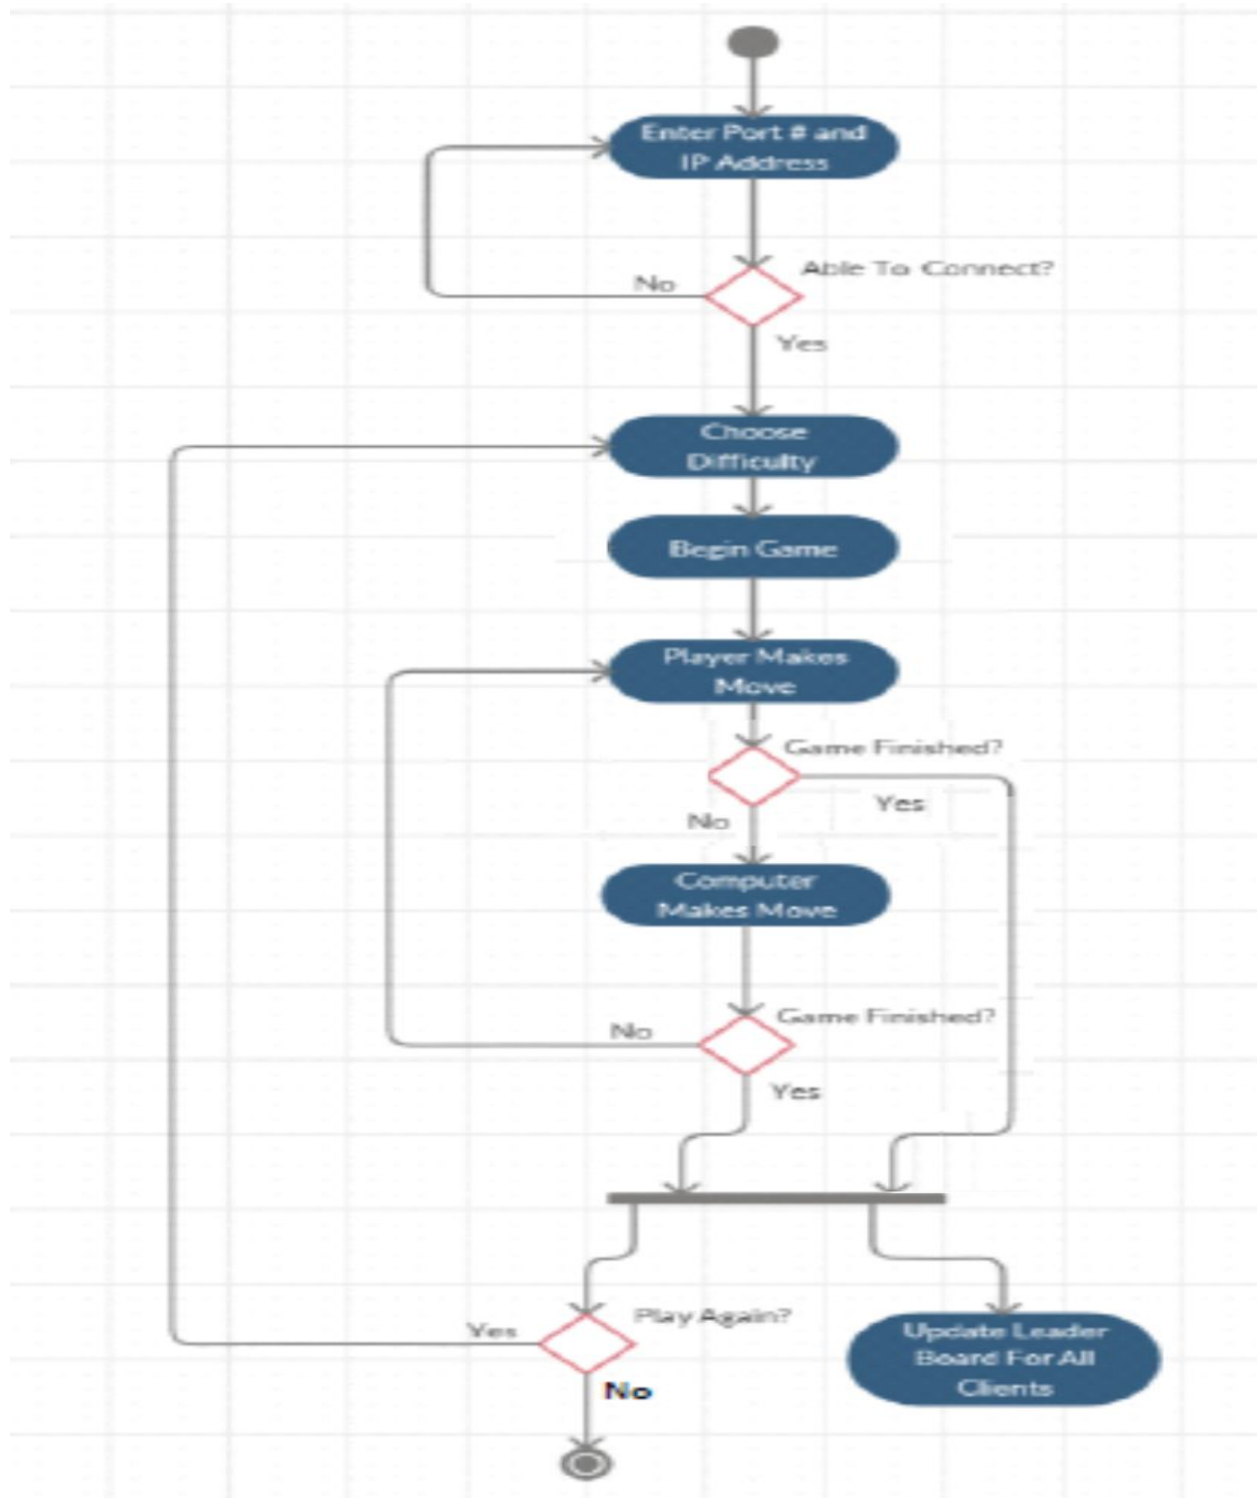 Enter Port # and
IP Address
Able To Connect?
No
Yes
Choose
Difficulty
Begin Game
Player Makes
Move
Game Finished?
Yes
No
Computer
Makes Move
Game Finished?
No
Yes
Play Again?
Yes
No
Update Leader
Board For All
Clients